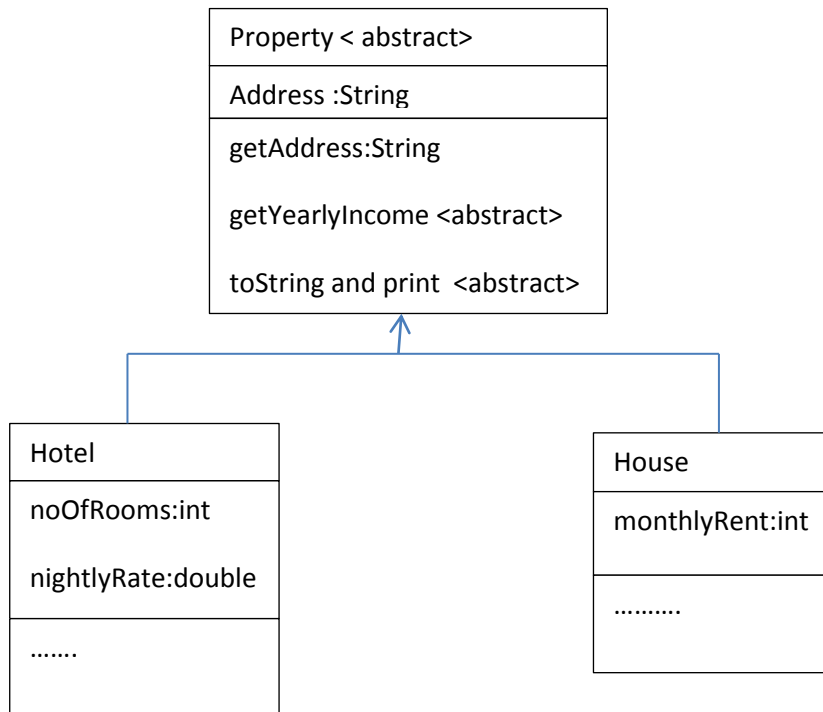 Property < abstract>
Address :String
getAddress:String
getYearlyIncome <abstract>
toString and print <abstract>
Hotel
noOfRooms:int
nightlyRate:double
.......
House
monthlyRent:int
..........